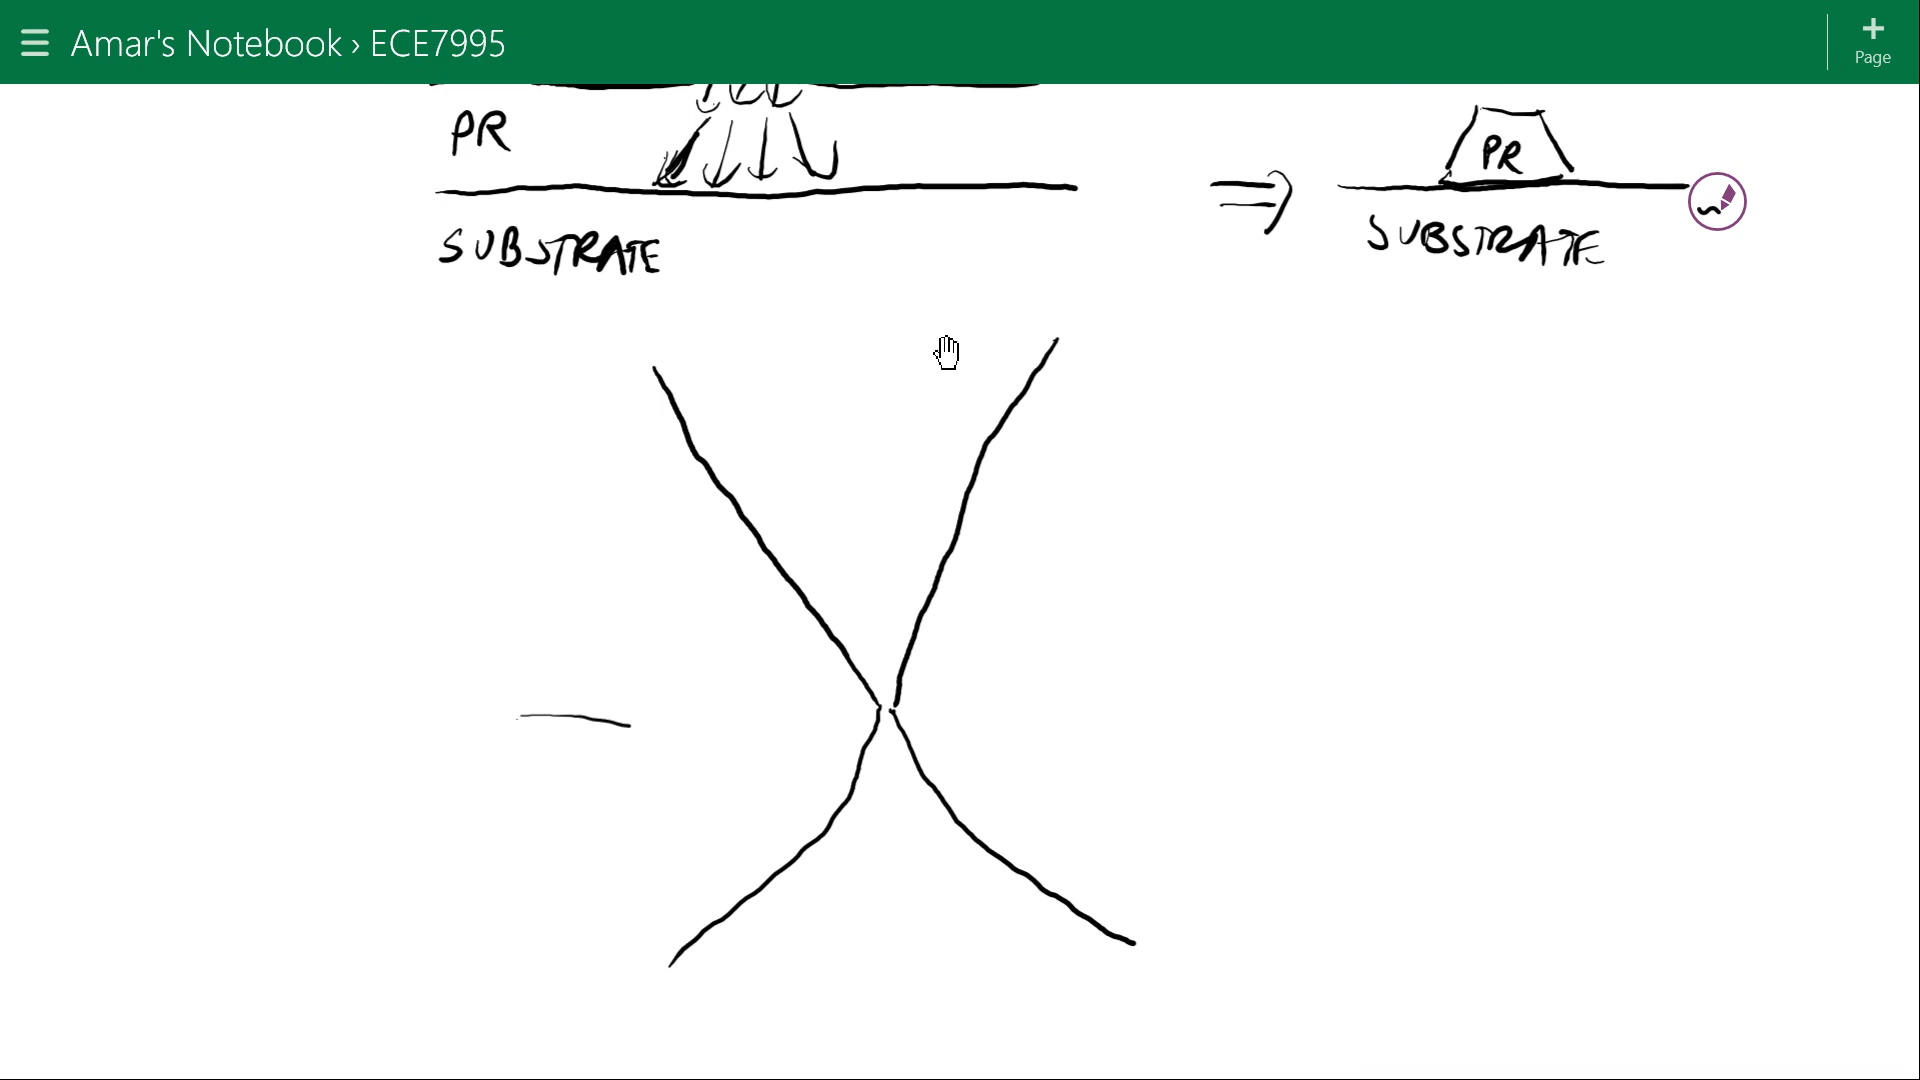 Amar's Notebook › ECE7995
Page
PR
PR
SUBSTRATE
SUBSTRATE